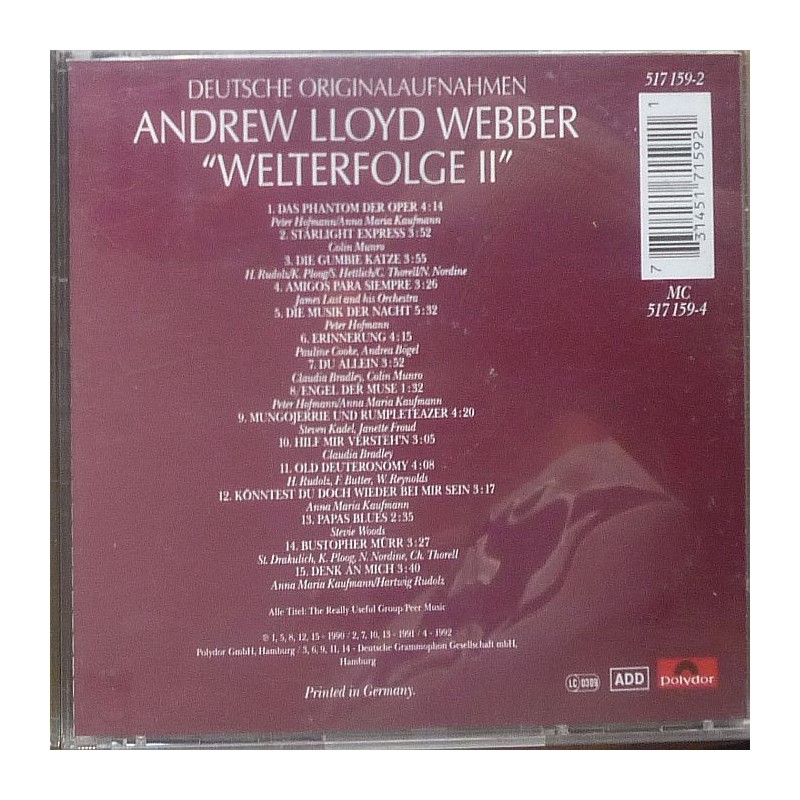 DEUTSCHE ORIGINALAUFNAHMEN
ANDREW LLOYD WEBBER
“WELTERFOLGE II”
1. DAS PHANTOM DER OPER 4:14
Peter Hofmann/Anna Maria Kaufmann
2. STARLIGHT EXPRESS 3:52
Colin Munro
3. DIE GUMBIE KATZE 3:55
H. Rudolz/K. Plong/S. Hettlich/C. Thorell/N. Nordine
4. AMIGOS PARA SIEMPRE 3:26
James Last and his Orchestra
5. DIE MUSIK DER NACHT 5:32
Peter Hofmann
6. ERINNERUNG 4:15
Pauline Cooke, Andrea Bögel
7. DU ALLEIN 3:52
Claudia Bradley, Colin Munro
8/ ENGEL DER MUSE 1:32
Peter Hofmann/Anna Maria Kaufmann
9. MUNGOJERRIE UND RUMPLETEAZER 4:20
Steven Kadel, Janette Froud
10. HILF MIR VERSTEH'N 3:05
Claudia Bradley
11. OLD DEUTERONOMY 4:08
H. Rudolz, F. Butter, W. Reynolds
12. KÖNNTEST DU DOCH WIEDER BEI MIR SEIN 3:17
Anna Maria Kaufmann
13. PAPAS BLUES 2:35
Stevie Woods
14. BUSTOPHER MÜRR 3:27
St. Drakulich, K. Ploog, N. Nordine, Ch. Thorell
15. DENK AN MICH 3:40
Anna Maria Kaufmann/Hartwig Rudolz
Alle Titel: The Really Useful Group/Peer Music
℗ 1, 5, 8, 12, 15 - 1990 / 2, 7, 10, 13 - 1991 / 4 - 1992
Polydor GmbH, Hamburg / 3, 6, 9, 11, 14 - Deutsche Grammophon Gesellschaft mbH,
Hamburg
Printed in Germany.
517 159-2
7 31451 71592 1
MC
517 159-4
LC 0309
ADD
polydor